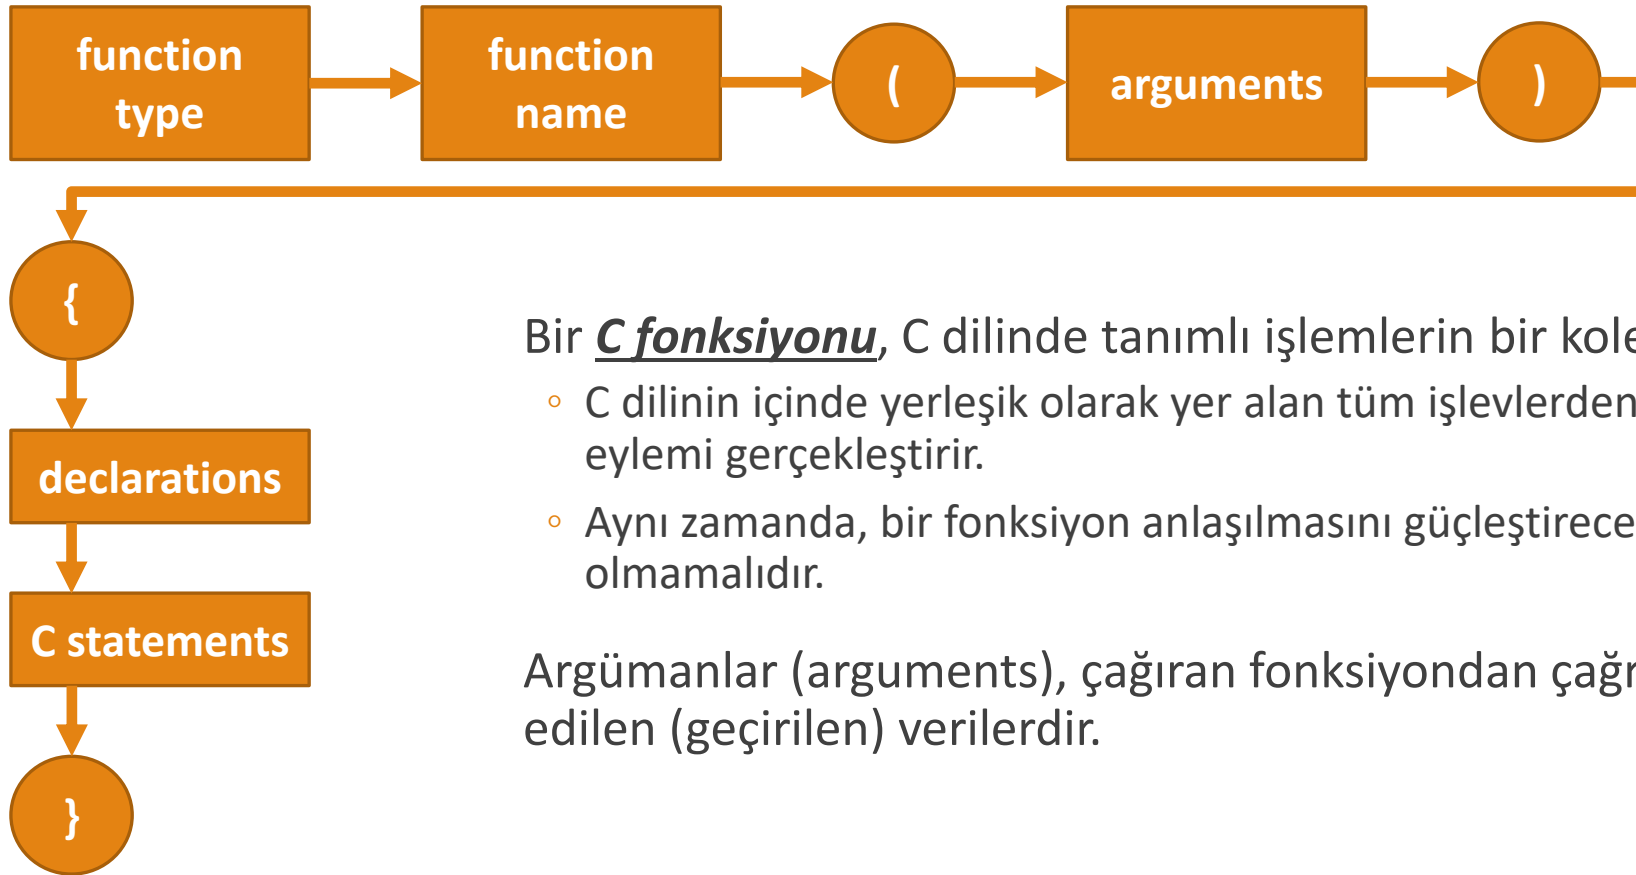 function
type
function
name
(
arguments
)
{
declarations
C statements
}
Bir C fonksiyonu, C dilinde tanımlı işlemlerin bir
◦ C dilinin içinde yerleşik olarak yer alan tüm işlevlerden
eylemi gerçekleştirir.
◦ Aynı zamanda, bir fonksiyon anlaşılmasını
olmamalıdır.
Argümanlar (arguments), çağıran fonksiyondan
edilen (geçirilen) verilerdir.